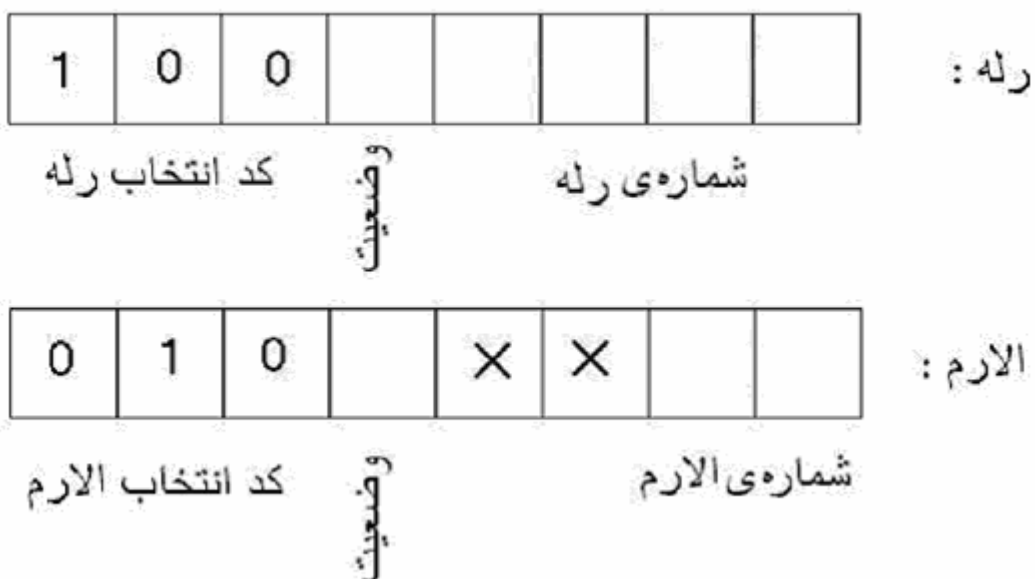 رله : 1 0 0
کد انتخاب رله وضعیت شماره‌ی رله
الارم : 0 1 0 X X
کد انتخاب الارم وضعیت شماره‌ی الارم